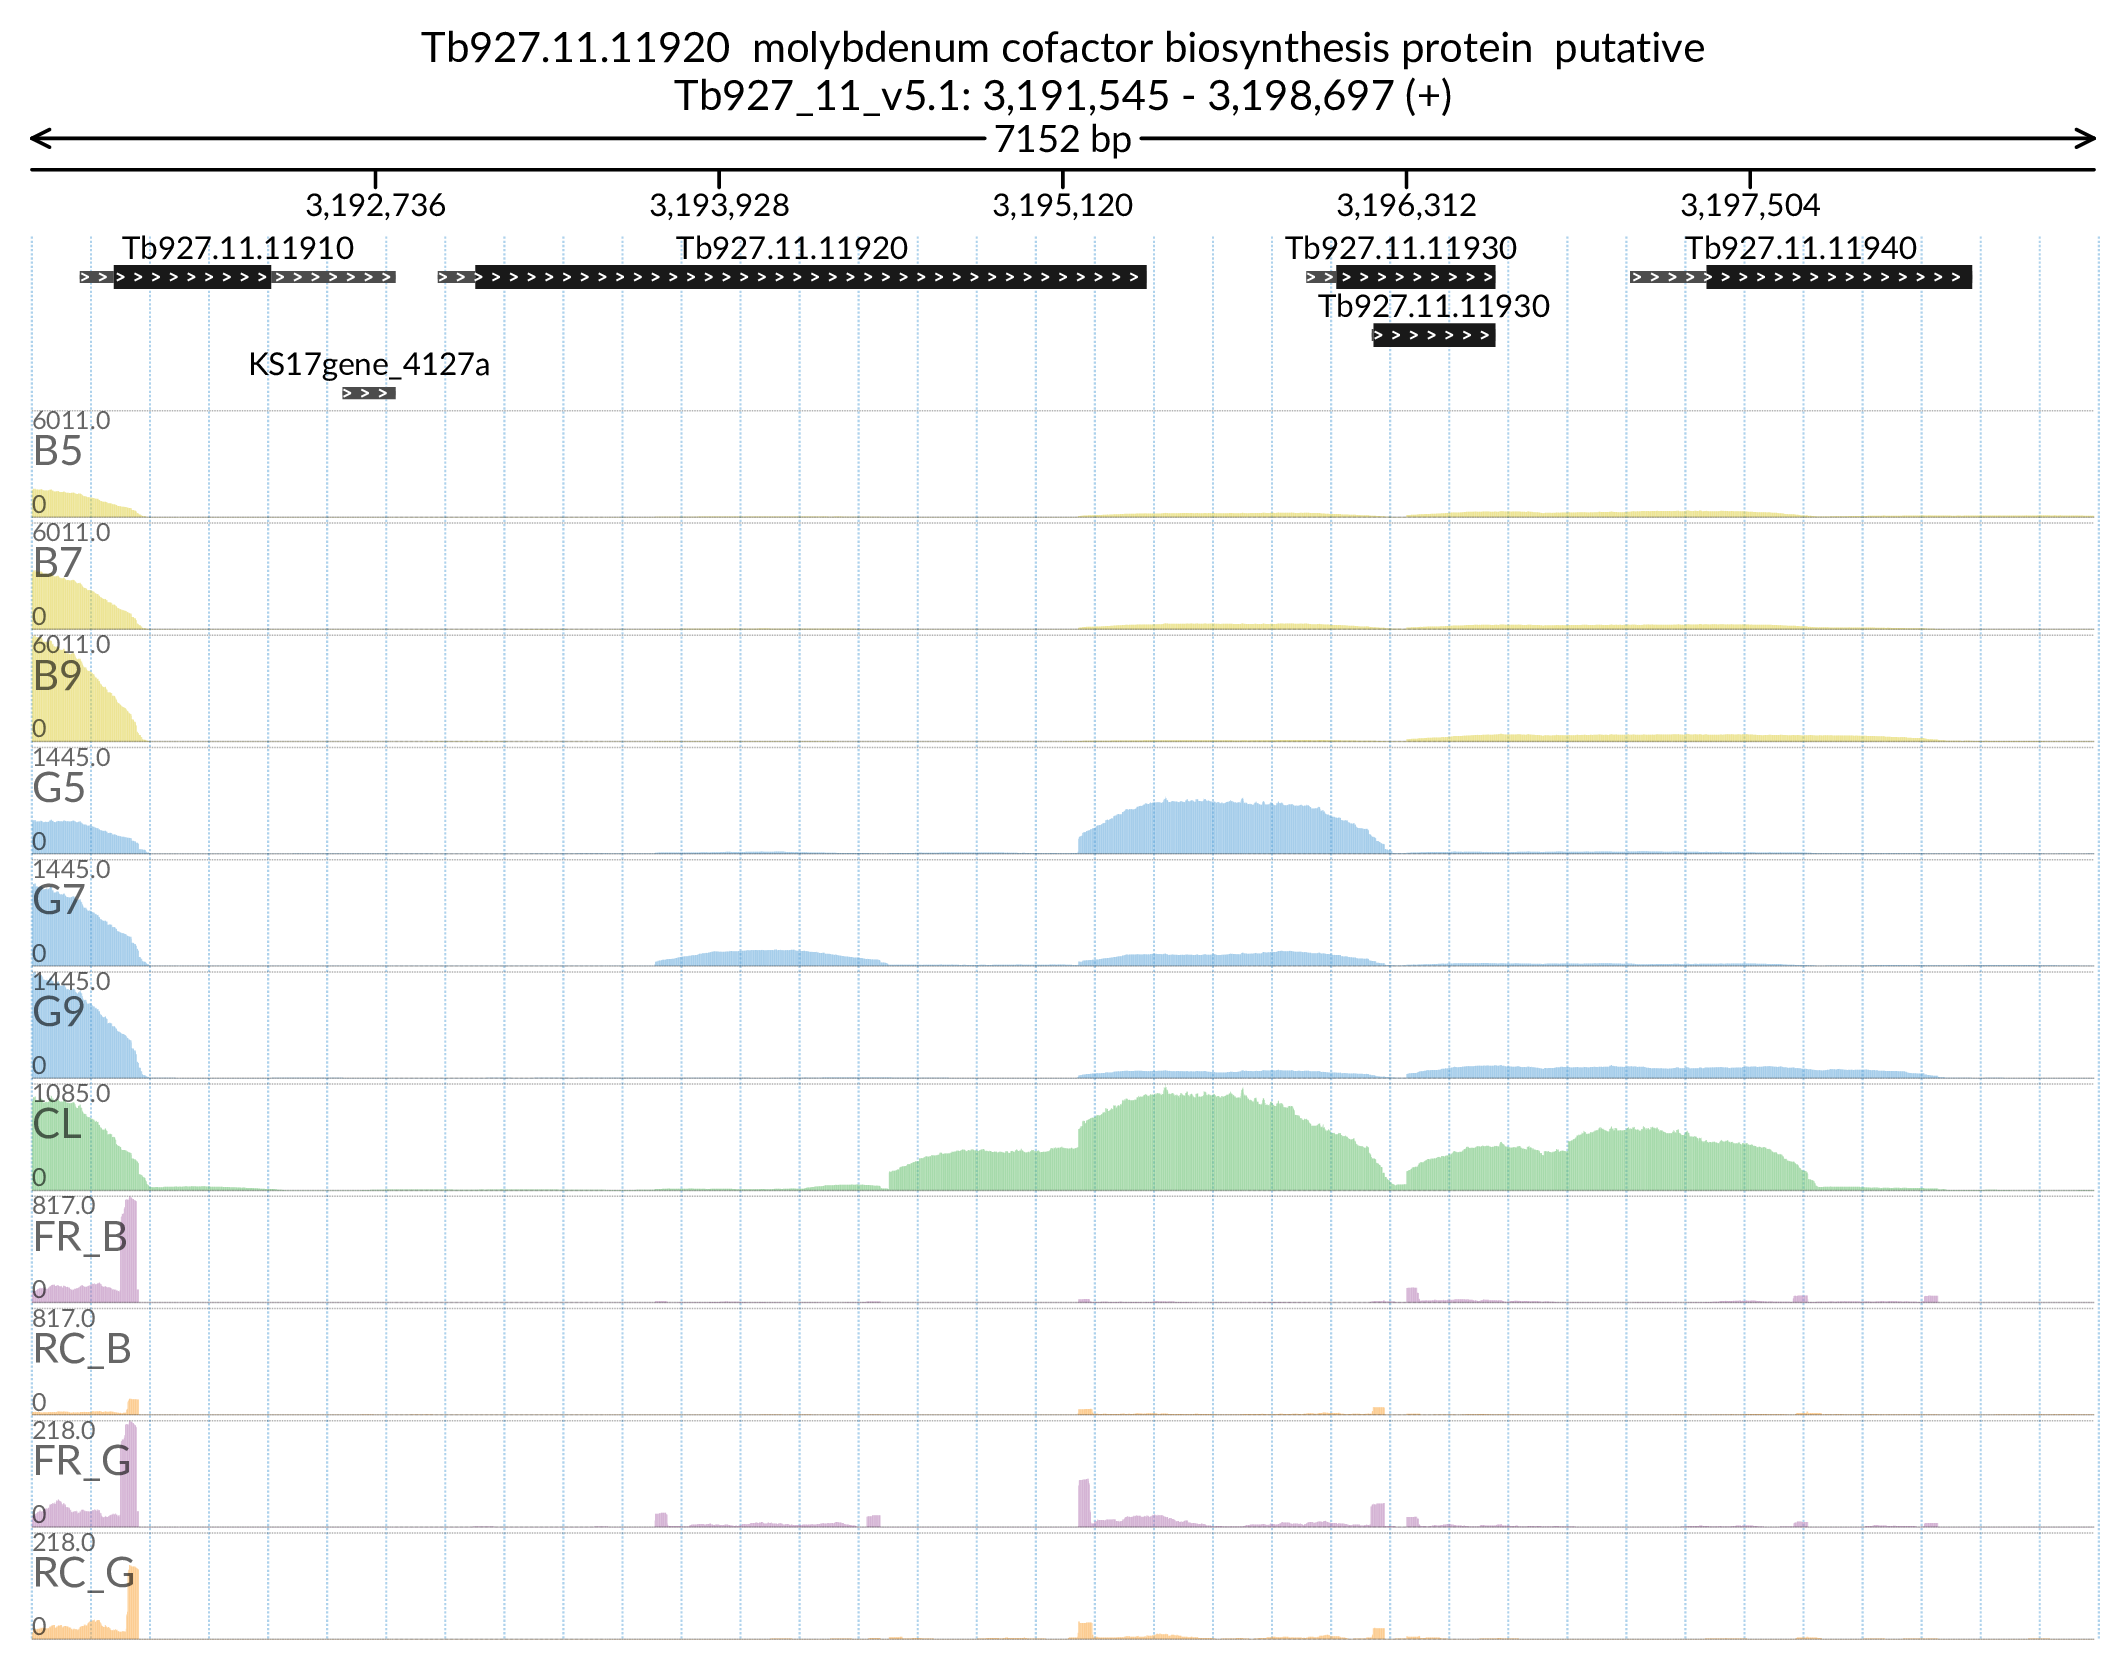 Tb927.11.11920  molybdenum cofactor biosynthesis protein  putative
Tb927_11_v5.1: 3,191,545 - 3,198,697 (+)
7152 bp
3,192,736 3,193,928 3,195,120 3,196,312 3,197,504
Tb927.11.11910 Tb927.11.11920 Tb927.11.11930 Tb927.11.11940
Tb927.11.11930
KS17gene_4127a
6011.0
B5
0
6011.0
B7
0
6011.0
B9
0
1445.0
G5
0
1445.0
G7
0
1445.0
G9
0
1085.0
CL
0
817.0
FR_B
0
817.0
RC_B
0
218.0
FR_G
0
218.0
RC_G
0